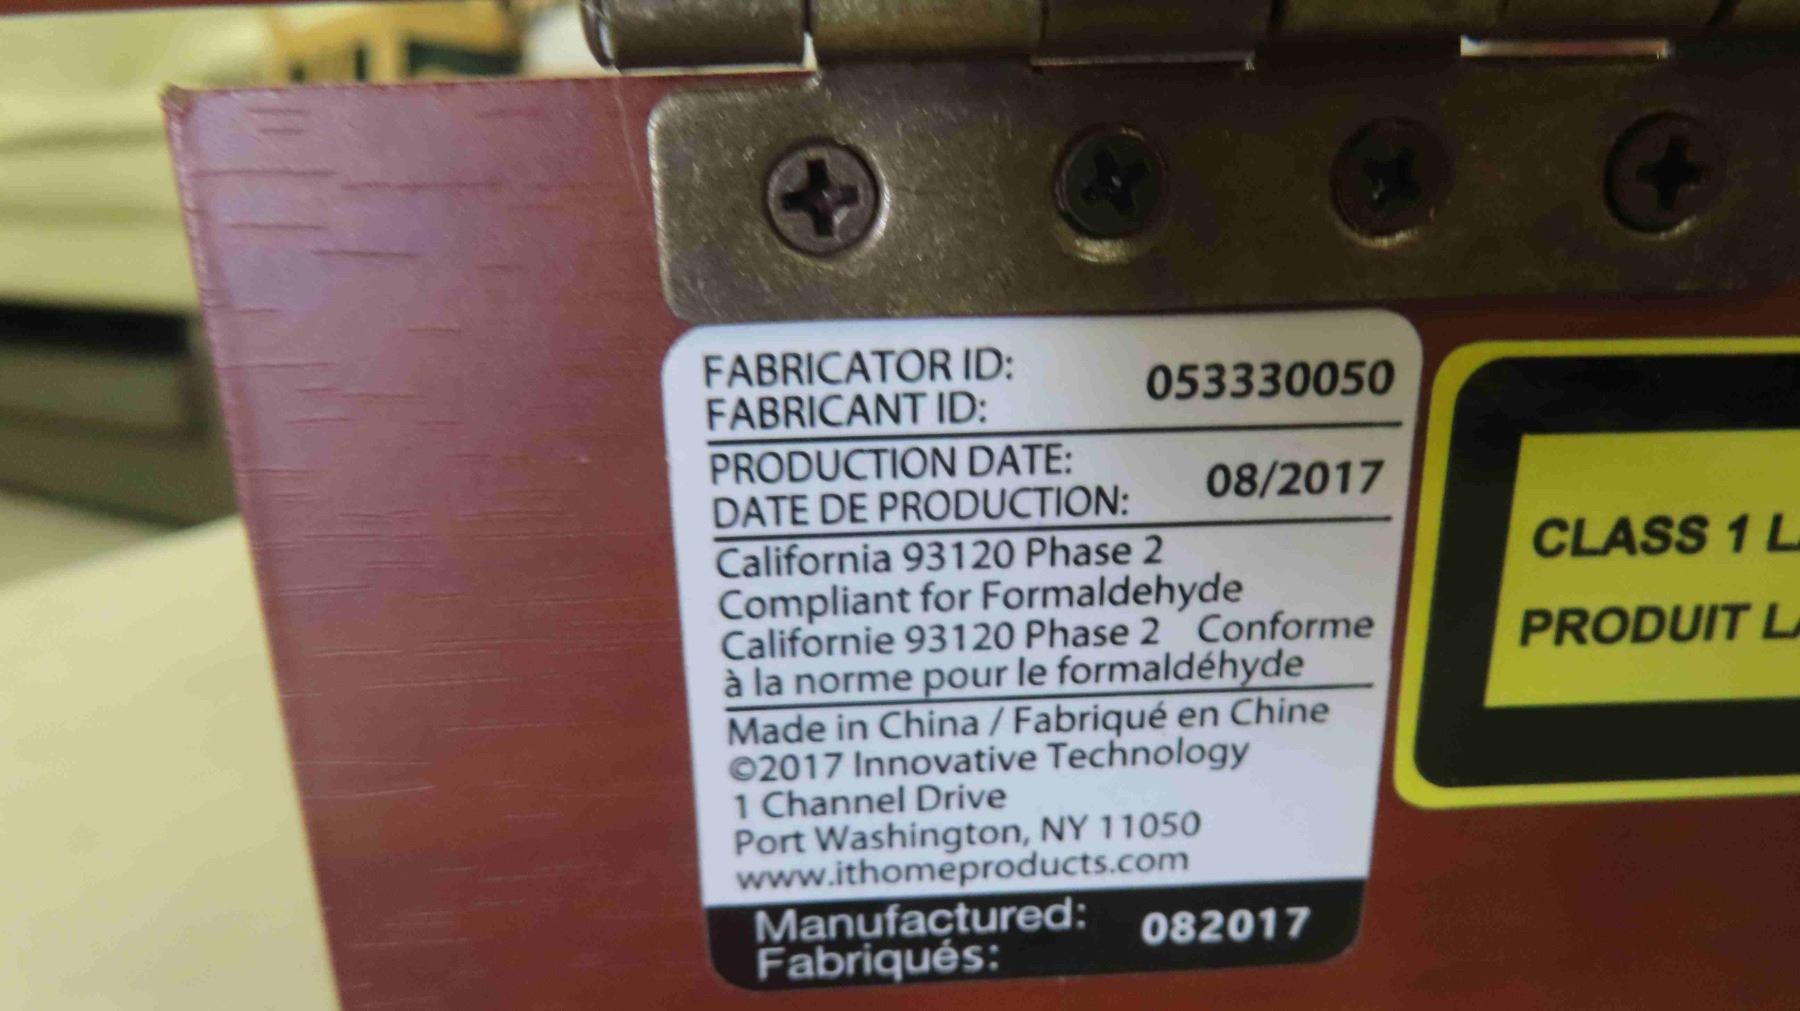 FABRICATOR ID:
FABRICANT ID:
053330050
PRODUCTION DATE:
DATE DE PRODUCTION:
08/2017
California 93120 Phase 2
Compliant for Formaldehyde
Californie 93120 Phase 2 Conforme
à la norme pour le formaldéhyde
Made in China / Fabriqué en Chine
©2017 Innovative Technology
1 Channel Drive
Port Washington, NY 11050
www.ithomeproducts.com
Manufactured:
Fabriqués:
082017
CLASS 1
PRODUIT